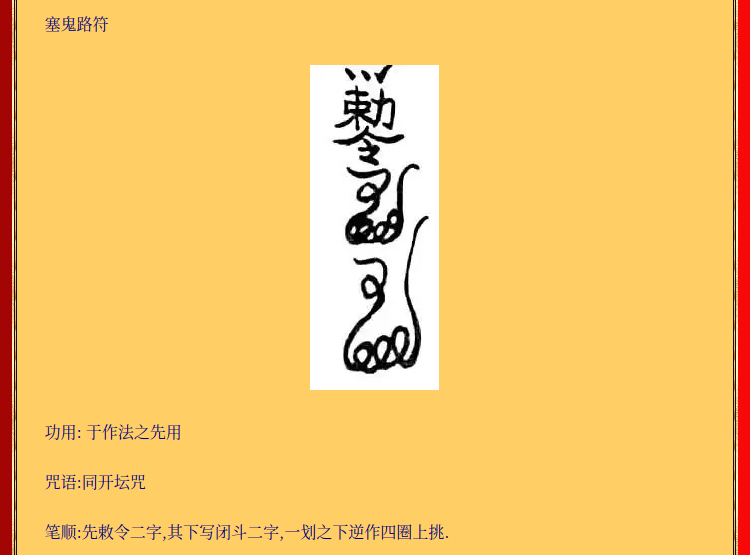 塞鬼路符
勅令
功用: 于作法之先用
咒语:同开坛咒
笔顺:先敕令二字,其下写闭斗二字,一划之下逆作四圈上挑.